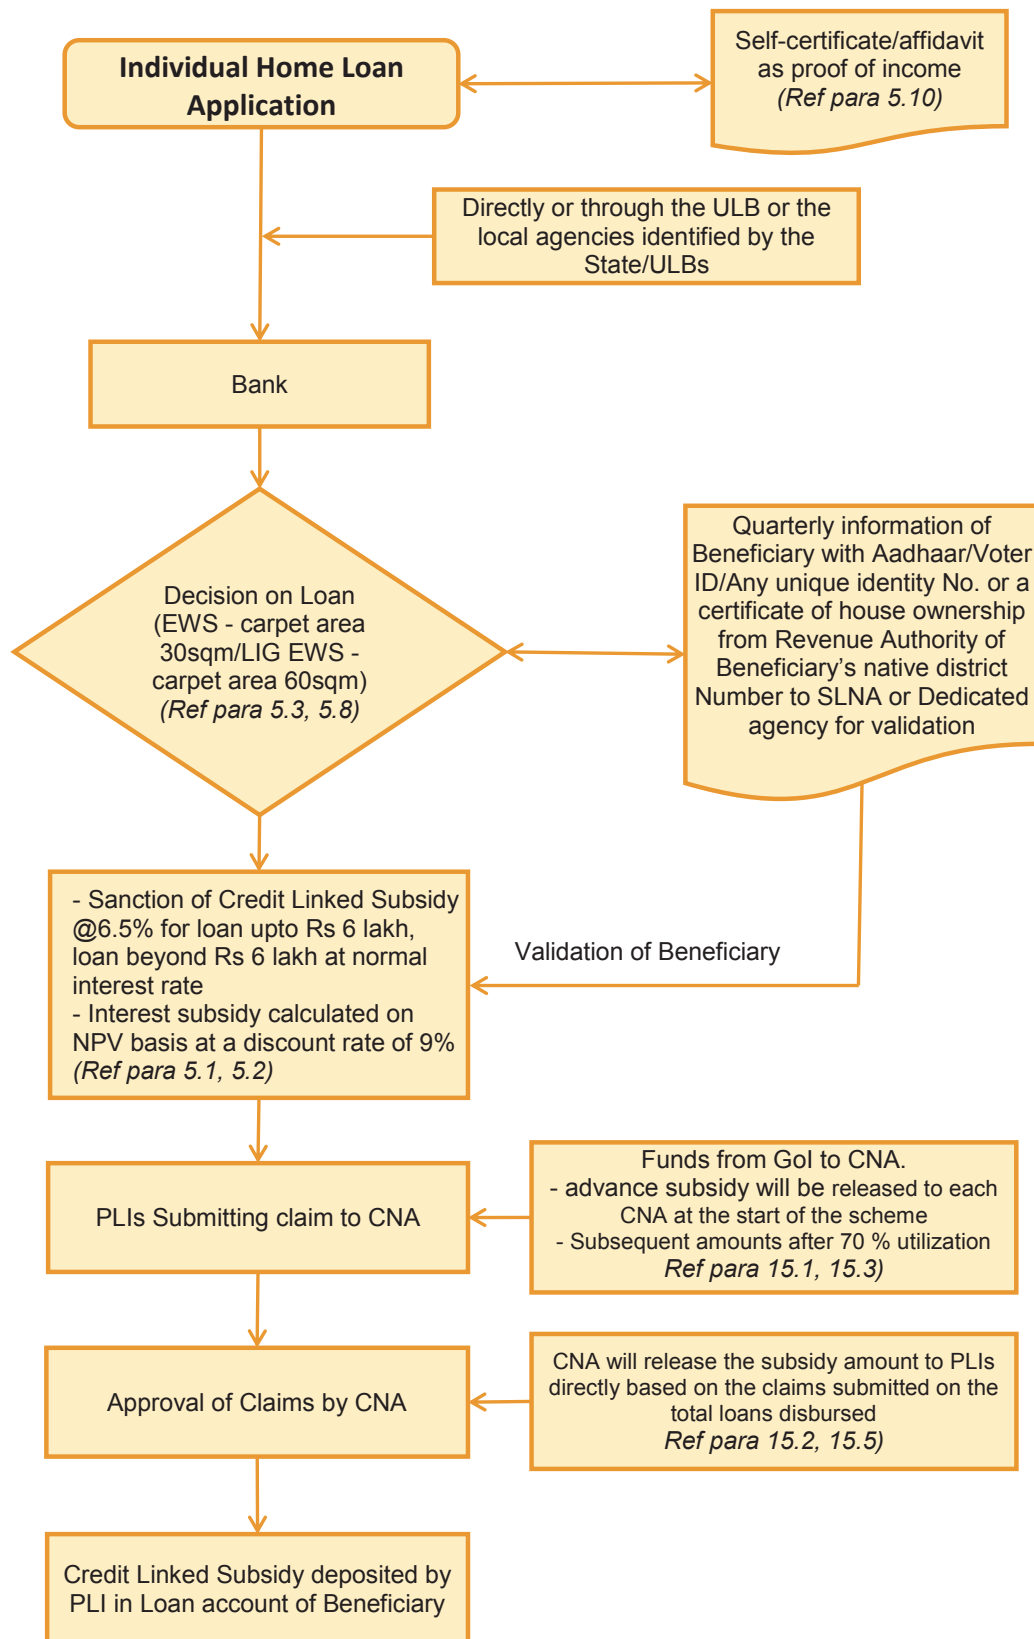 Individual Home Loan
Application
Self-certificate/affidavit
as proof of income
(Ref para 5.10)
Directly or through the ULB or the
local agencies identified by the
State/ULBs
Bank
Decision on Loan
(EWS - carpet area
30sqm/LIG EWS -
carpet area 60sqm)
(Ref para 5.3, 5.8)
Quarterly information of
Beneficiary with Aadhaar/Voter
ID/Any unique identity No. or a
certificate of house ownership
from Revenue Authority of
Beneficiary’s native district
Number to SLNA or Dedicated
agency for validation
- Sanction of Credit Linked Subsidy
@6.5% for loan upto Rs 6 lakh,
loan beyond Rs 6 lakh at normal
interest rate
- Interest subsidy calculated on
NPV basis at a discount rate of 9%
(Ref para 5.1, 5.2)
Validation of Beneficiary
PLIs Submitting claim to CNA
Funds from GoI to CNA.
- advance subsidy will be released to each
CNA at the start of the scheme
- Subsequent amounts after 70 % utilization
Ref para 15.1, 15.3)
Approval of Claims by CNA
CNA will release the subsidy amount to PLIs
directly based on the claims submitted on the
total loans disbursed
Ref para 15.2, 15.5)
Credit Linked Subsidy deposited by
PLI in Loan account of Beneficiary